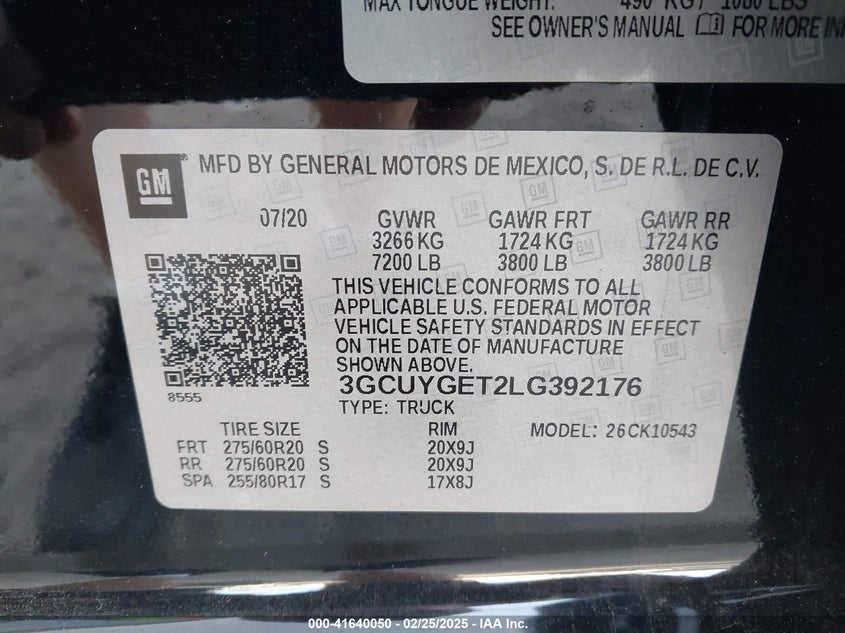 MAX TONGUE WEIGHT: 490 KG / 1080 LBS
SEE OWNER'S MANUAL FOR MORE IN
GM ® MFD BY GENERAL MOTORS DE MEXICO, S. DE R.L. DE C.V.
07/20 GVWR GAWR FRT GAWR RR
3266 KG 1724 KG 1724 KG
7200 LB 3800 LB 3800 LB
THIS VEHICLE CONFORMS TO ALL
APPLICABLE U.S. FEDERAL MOTOR
VEHICLE SAFETY STANDARDS IN EFFECT
ON THE DATE OF MANUFACTURE
SHOWN ABOVE.
8555
3GCUYGET2LG392176
TYPE: TRUCK
TIRE SIZE RIM MODEL: 26CK10543
FRT 275/60R20 S 20X9J
RR 275/60R20 S 20X9J
SPA 255/80R17 S 17X8J
000-41640050 - 02/25/2025 - IAA Inc.